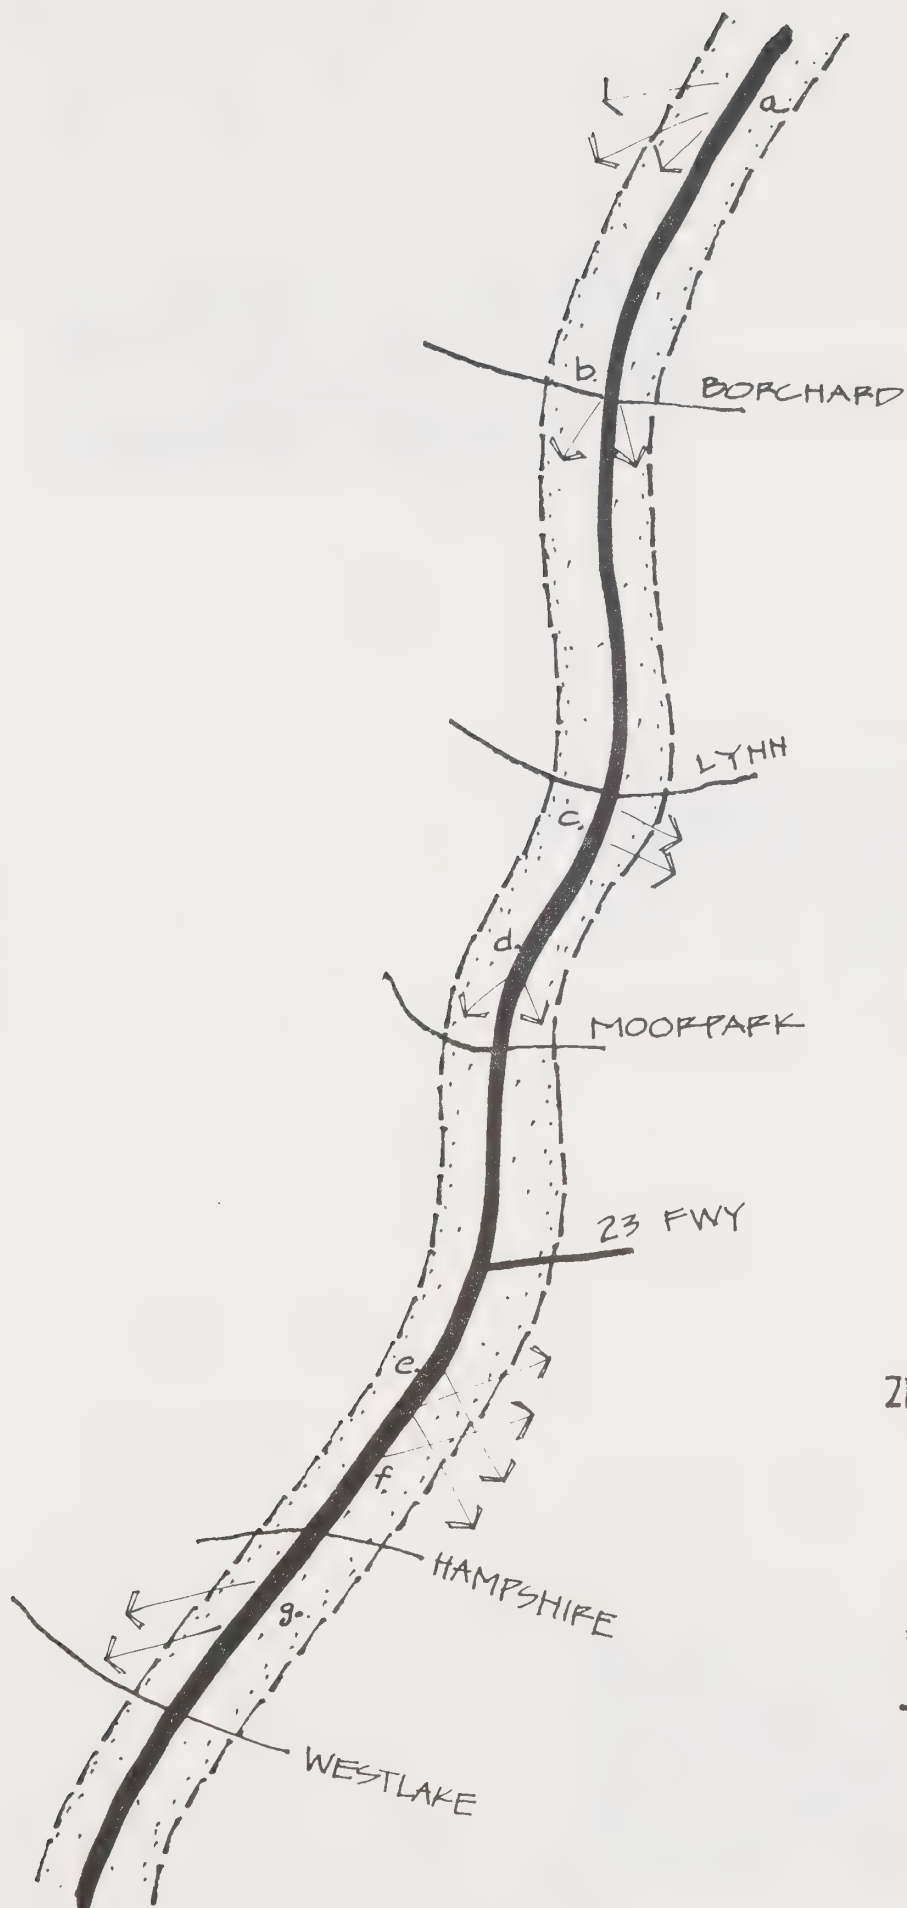 a.
b.
BORCHARD
LYNN
c.
d.
MOORPARK
23 FWY
e.
f.
HAMPSHIRE
g.
WESTLAKE